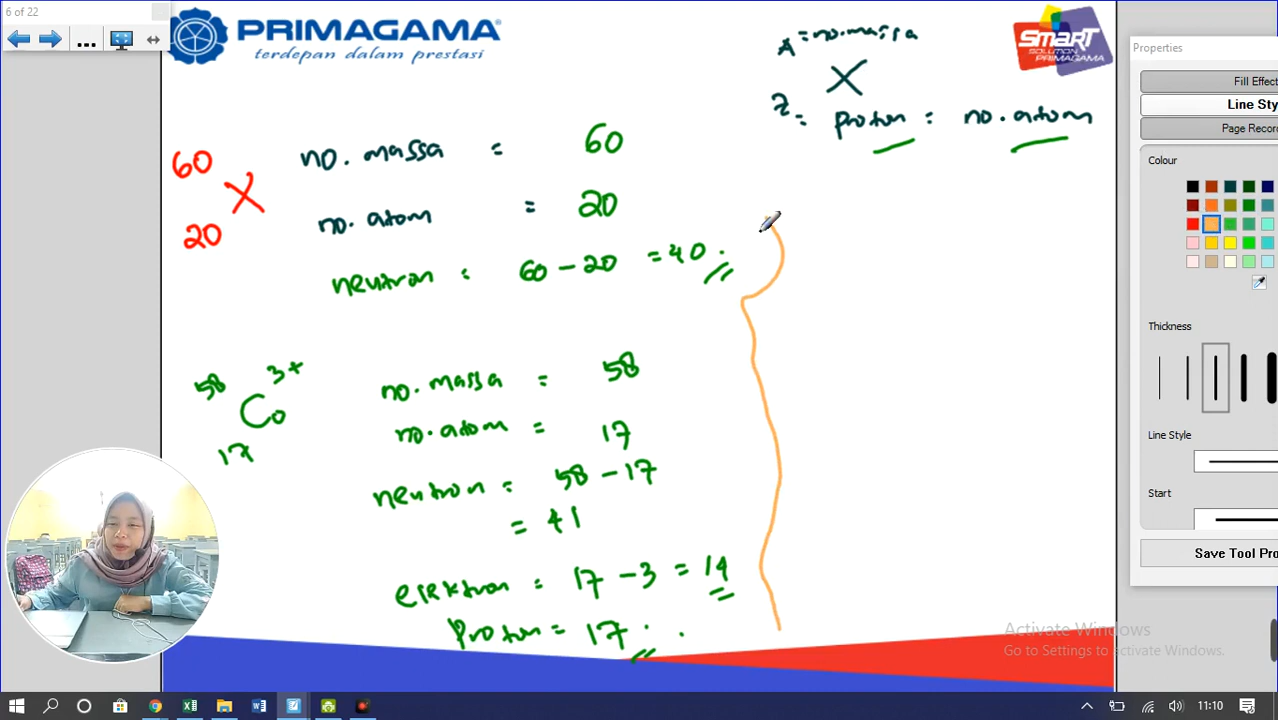 6 of 22
PRIMAGAMA
terdepan dalam prestasi
SMART
SOLUTION
PRIMAGAMA
A = no.massa
X
Z = proton = no.atom
60
X
20
no. massa = 60
no. atom = 20
neutron = 60 - 20 = 40
58
Co 3+
17
no. massa = 58
no. atom = 17
neutron = 58 - 17
= 41
elektron = 17 - 3 = 14
Proton = 17
Properties
Fill Effect
Line Sty
Page Recor
Colour
Thickness
Line Style
Start
Save Tool Pro
Activate Windows
Go to Settings to activate Windows.
11:10